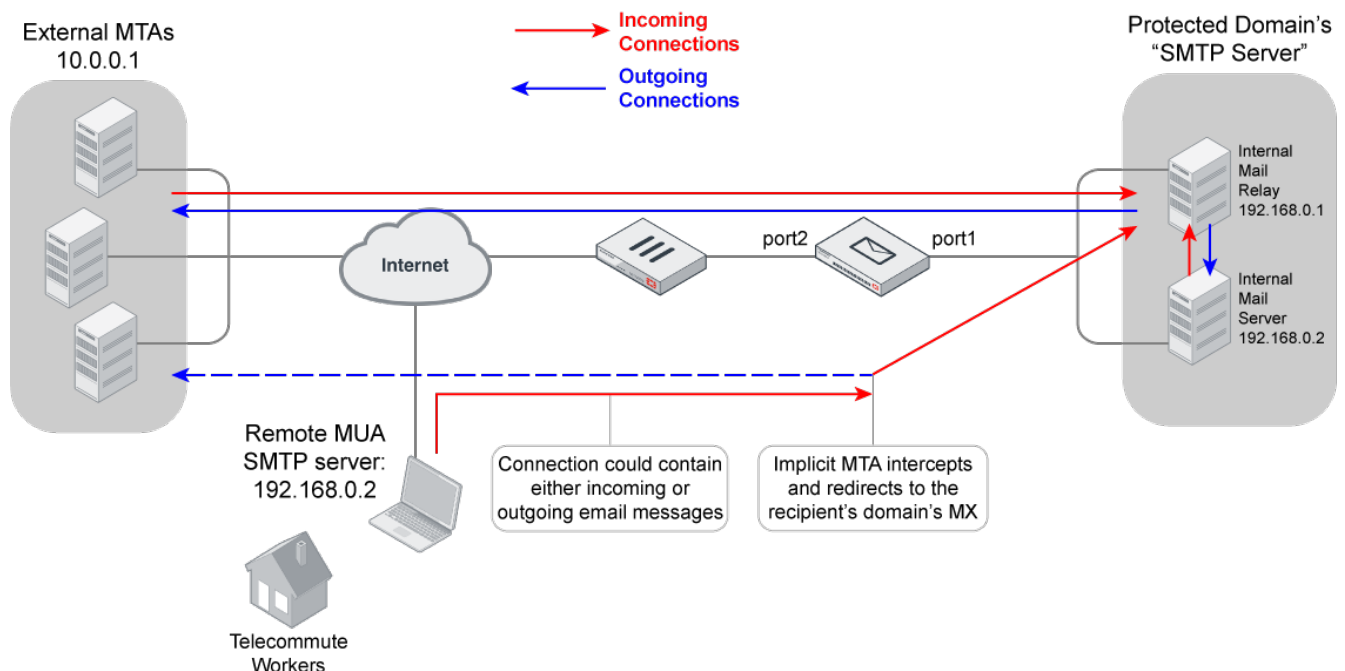 External MTAs
10.0.0.1
Incoming
Connections
Outgoing
Connections
Protected Domain's
“SMTP Server”
Internal
Mail
Relay
192.168.0.1
Internet
port2
port1
Internal
Mail
Server
192.168.0.2
Remote MUA
SMTP server:
192.168.0.2
Connection could contain
either incoming or
outgoing email messages
Implicit MTA intercepts
and redirects to the
recipient's domain's MX
Telecommute
Workers